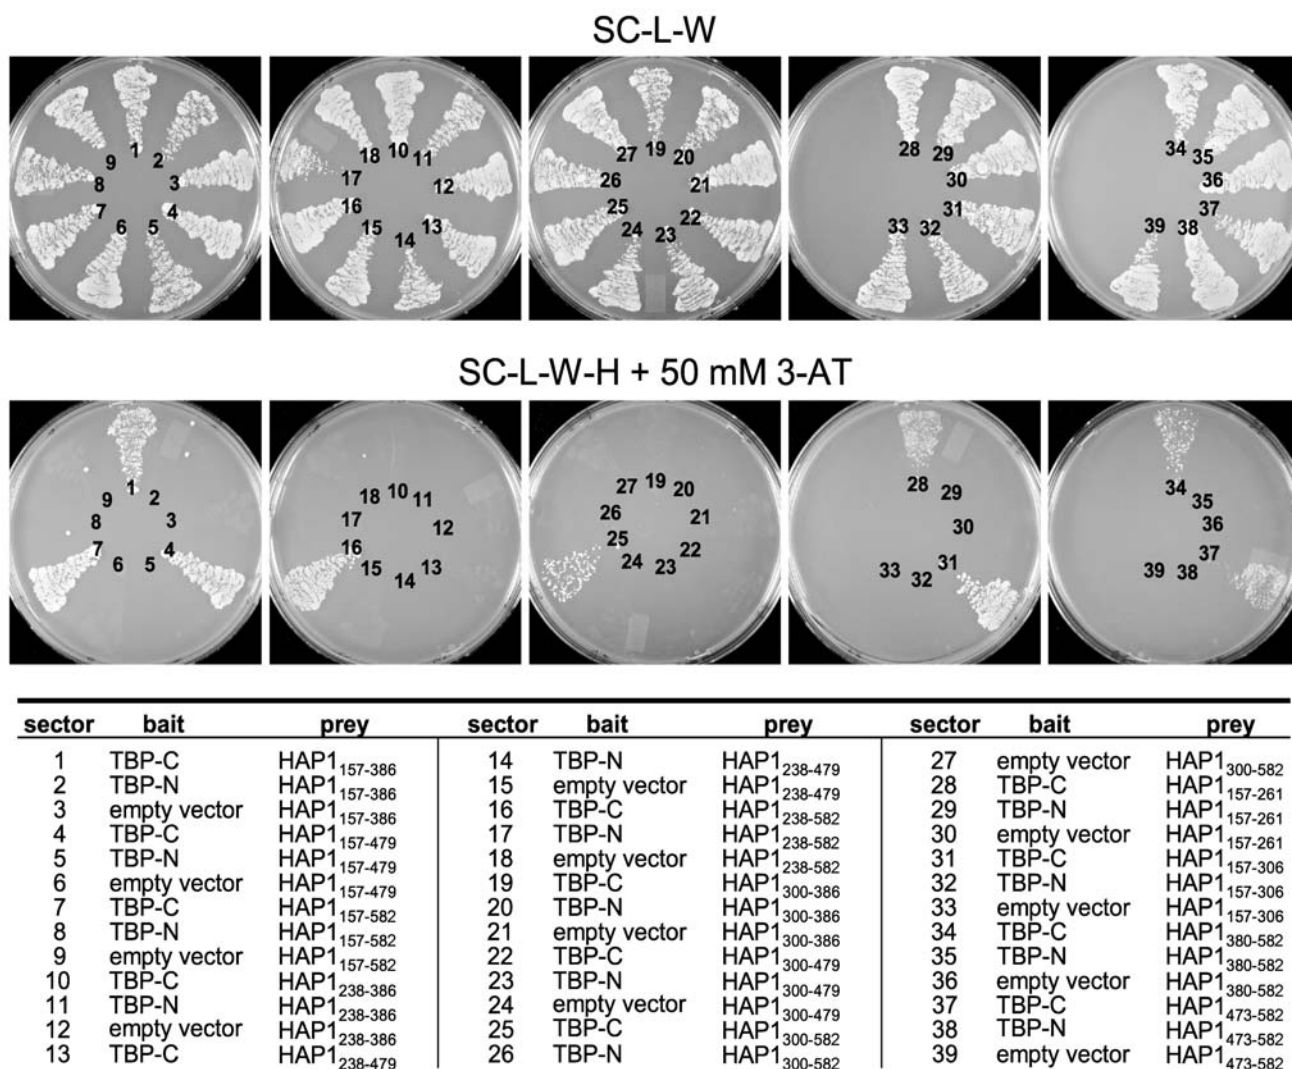 SC-L-W
1 2 3 4 5 6 7 8 9
10 11 12 13 14 15 16 17 18
19 20 21 22 23 24 25 26 27
28 29 30 31 32 33
34 35 36 37 38 39
SC-L-W-H + 50 mM 3-AT
1 2 3 4 5 6 7 8 9
10 11 12 13 14 15 16 17 18
19 20 21 22 23 24 25 26 27
28 29 30 31 32 33
34 35 36 37 38 39
sector bait prey sector bait prey sector bait prey
1 TBP-C HAP1157-386 14 TBP-N HAP1238-479 27 empty vector HAP1300-582
2 TBP-N HAP1157-386 15 empty vector HAP1238-479 28 TBP-C HAP1157-261
3 empty vector HAP1157-386 16 TBP-C HAP1238-582 29 TBP-N HAP1157-261
4 TBP-C HAP1157-479 17 TBP-N HAP1238-582 30 empty vector HAP1157-261
5 TBP-N HAP1157-479 18 empty vector HAP1238-582 31 TBP-C HAP1157-306
6 empty vector HAP1157-479 19 TBP-C HAP1300-386 32 TBP-N HAP1157-306
7 TBP-C HAP1157-582 20 TBP-N HAP1300-386 33 empty vector HAP1157-306
8 TBP-N HAP1157-582 21 empty vector HAP1300-386 34 TBP-C HAP1380-582
9 empty vector HAP1157-582 22 TBP-C HAP1300-479 35 TBP-N HAP1380-582
10 TBP-C HAP1238-386 23 TBP-N HAP1300-479 36 empty vector HAP1380-582
11 TBP-N HAP1238-386 24 empty vector HAP1300-479 37 TBP-C HAP1473-582
12 empty vector HAP1238-386 25 TBP-C HAP1300-582 38 TBP-N HAP1473-582
13 TBP-C HAP1238-479 26 TBP-N HAP1300-582 39 empty vector HAP1473-582